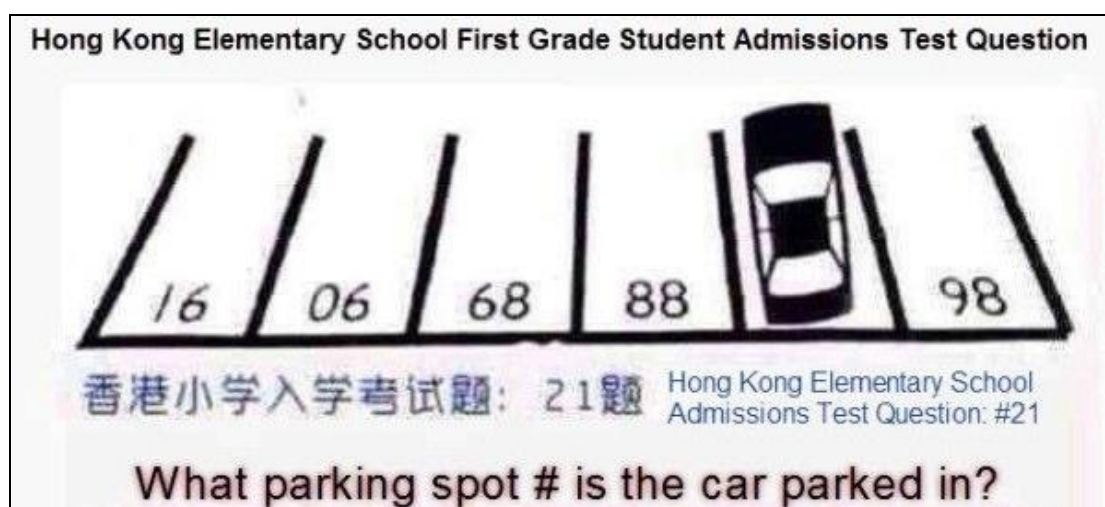 Hong Kong Elementary School First Grade Student Admissions Test Question
16 06 68 88 98
香港小学入学考试题: 21题
Hong Kong Elementary School
Admissions Test Question: #21
What parking spot # is the car parked in?